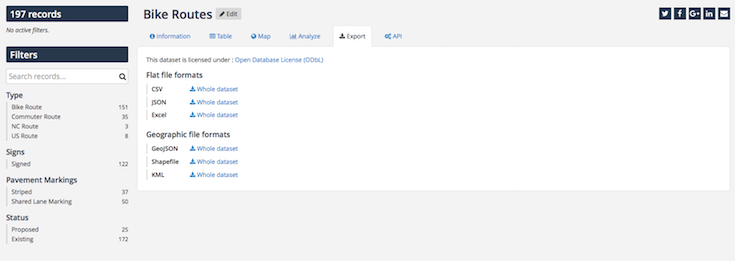 197 records
No active filters.
Filters
Search records...
Type
Bike Route 151
Commuter Route 35
NC Route 3
US Route 8
Signs
Signed 122
Pavement Markings
Striped 37
Shared Lane Marking 50
Status
Proposed 25
Existing 172
Bike Routes Edit
Information Table Map Analyze Export API
This dataset is licensed under : Open Database License (ODbL)
Flat file formats
CSV Whole dataset
JSON Whole dataset
Excel Whole dataset
Geographic file formats
GeoJSON Whole dataset
Shapefile Whole dataset
KML Whole dataset